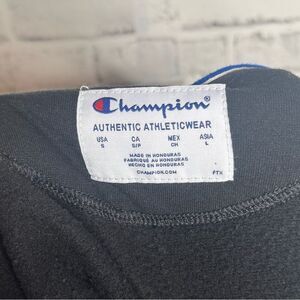 Champion®
AUTHENTIC ATHLETICWEAR
USA CA MEX ASIA
S S/P CH L
MADE IN HONDURAS
FABRIQUÉ AU HONDURAS
HECHO EN HONDURAS
CHAMPION.COM FTH